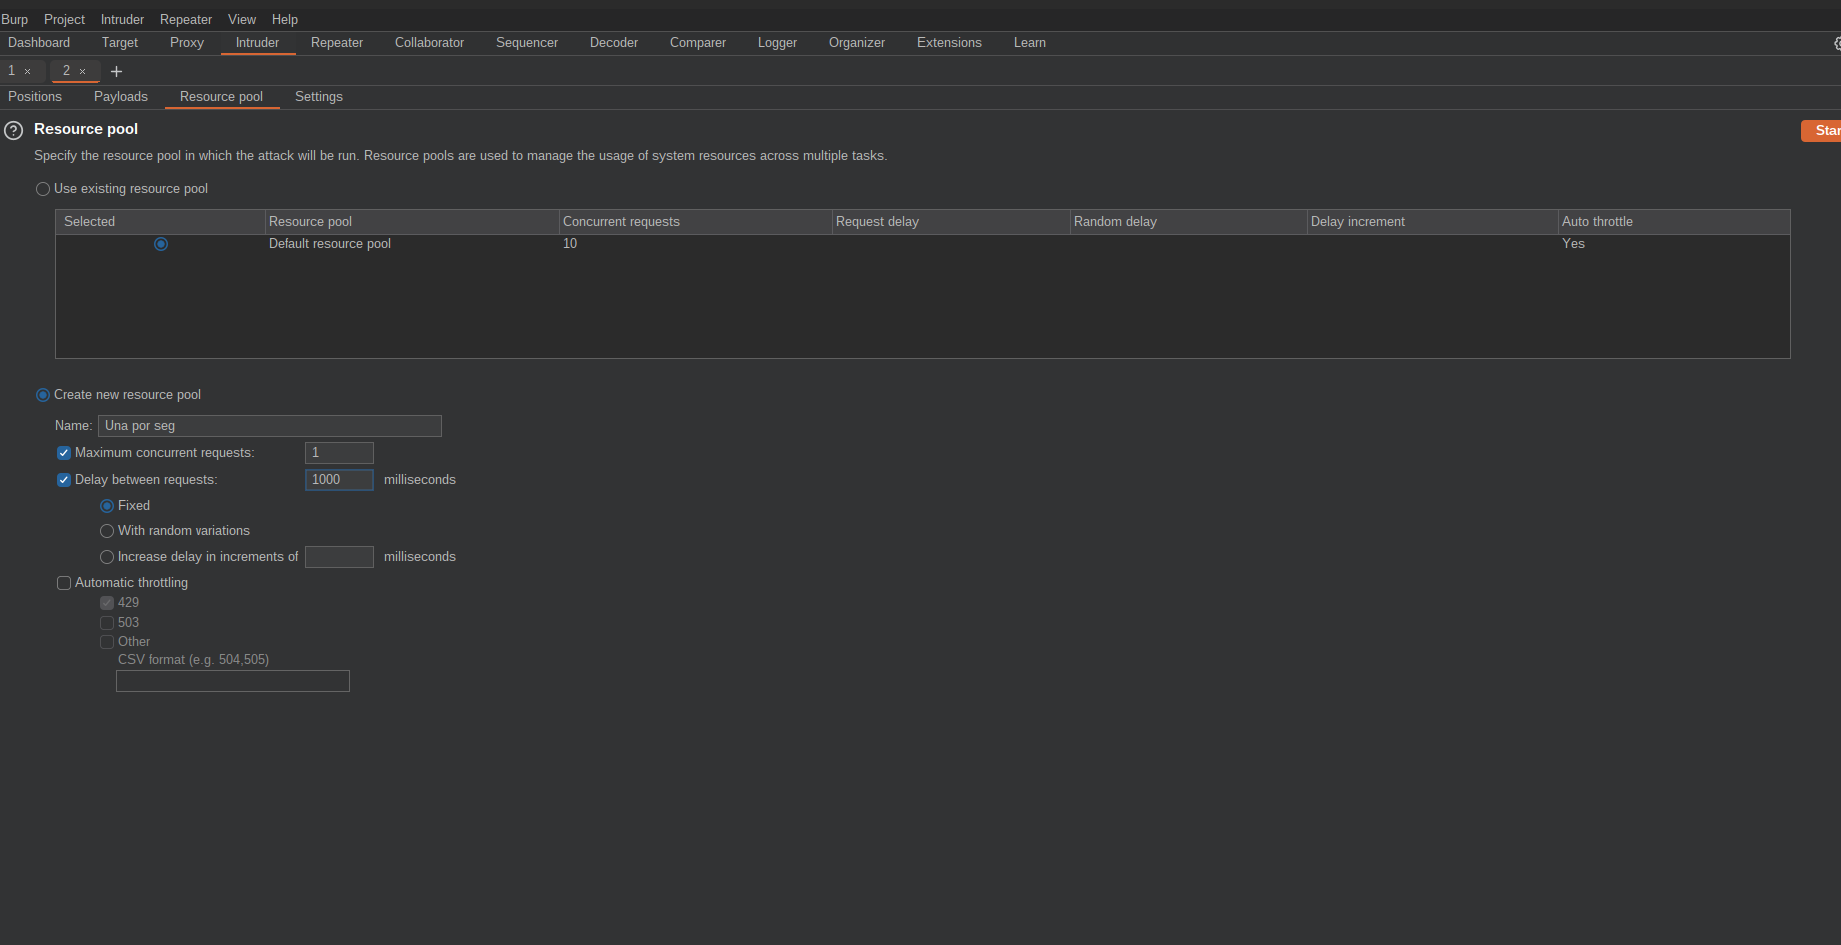 Burp Project Intruder Repeater View Help
Dashboard Target Proxy Intruder Repeater Collaborator Sequencer Decoder Comparer Logger Organizer Extensions Learn
1 × 2 × +
Positions Payloads Resource pool Settings
? Resource pool
Star
Specify the resource pool in which the attack will be run. Resource pools are used to manage the usage of system resources across multiple tasks.
Use existing resource pool
Selected Resource pool Concurrent requests Request delay Random delay Delay increment Auto throttle
Default resource pool 10 Yes
Create new resource pool
Name: Una por seg
Maximum concurrent requests: 1
Delay between requests: 1000 milliseconds
Fixed
With random variations
Increase delay in increments of milliseconds
Automatic throttling
429
503
Other
CSV format (e.g. 504,505)